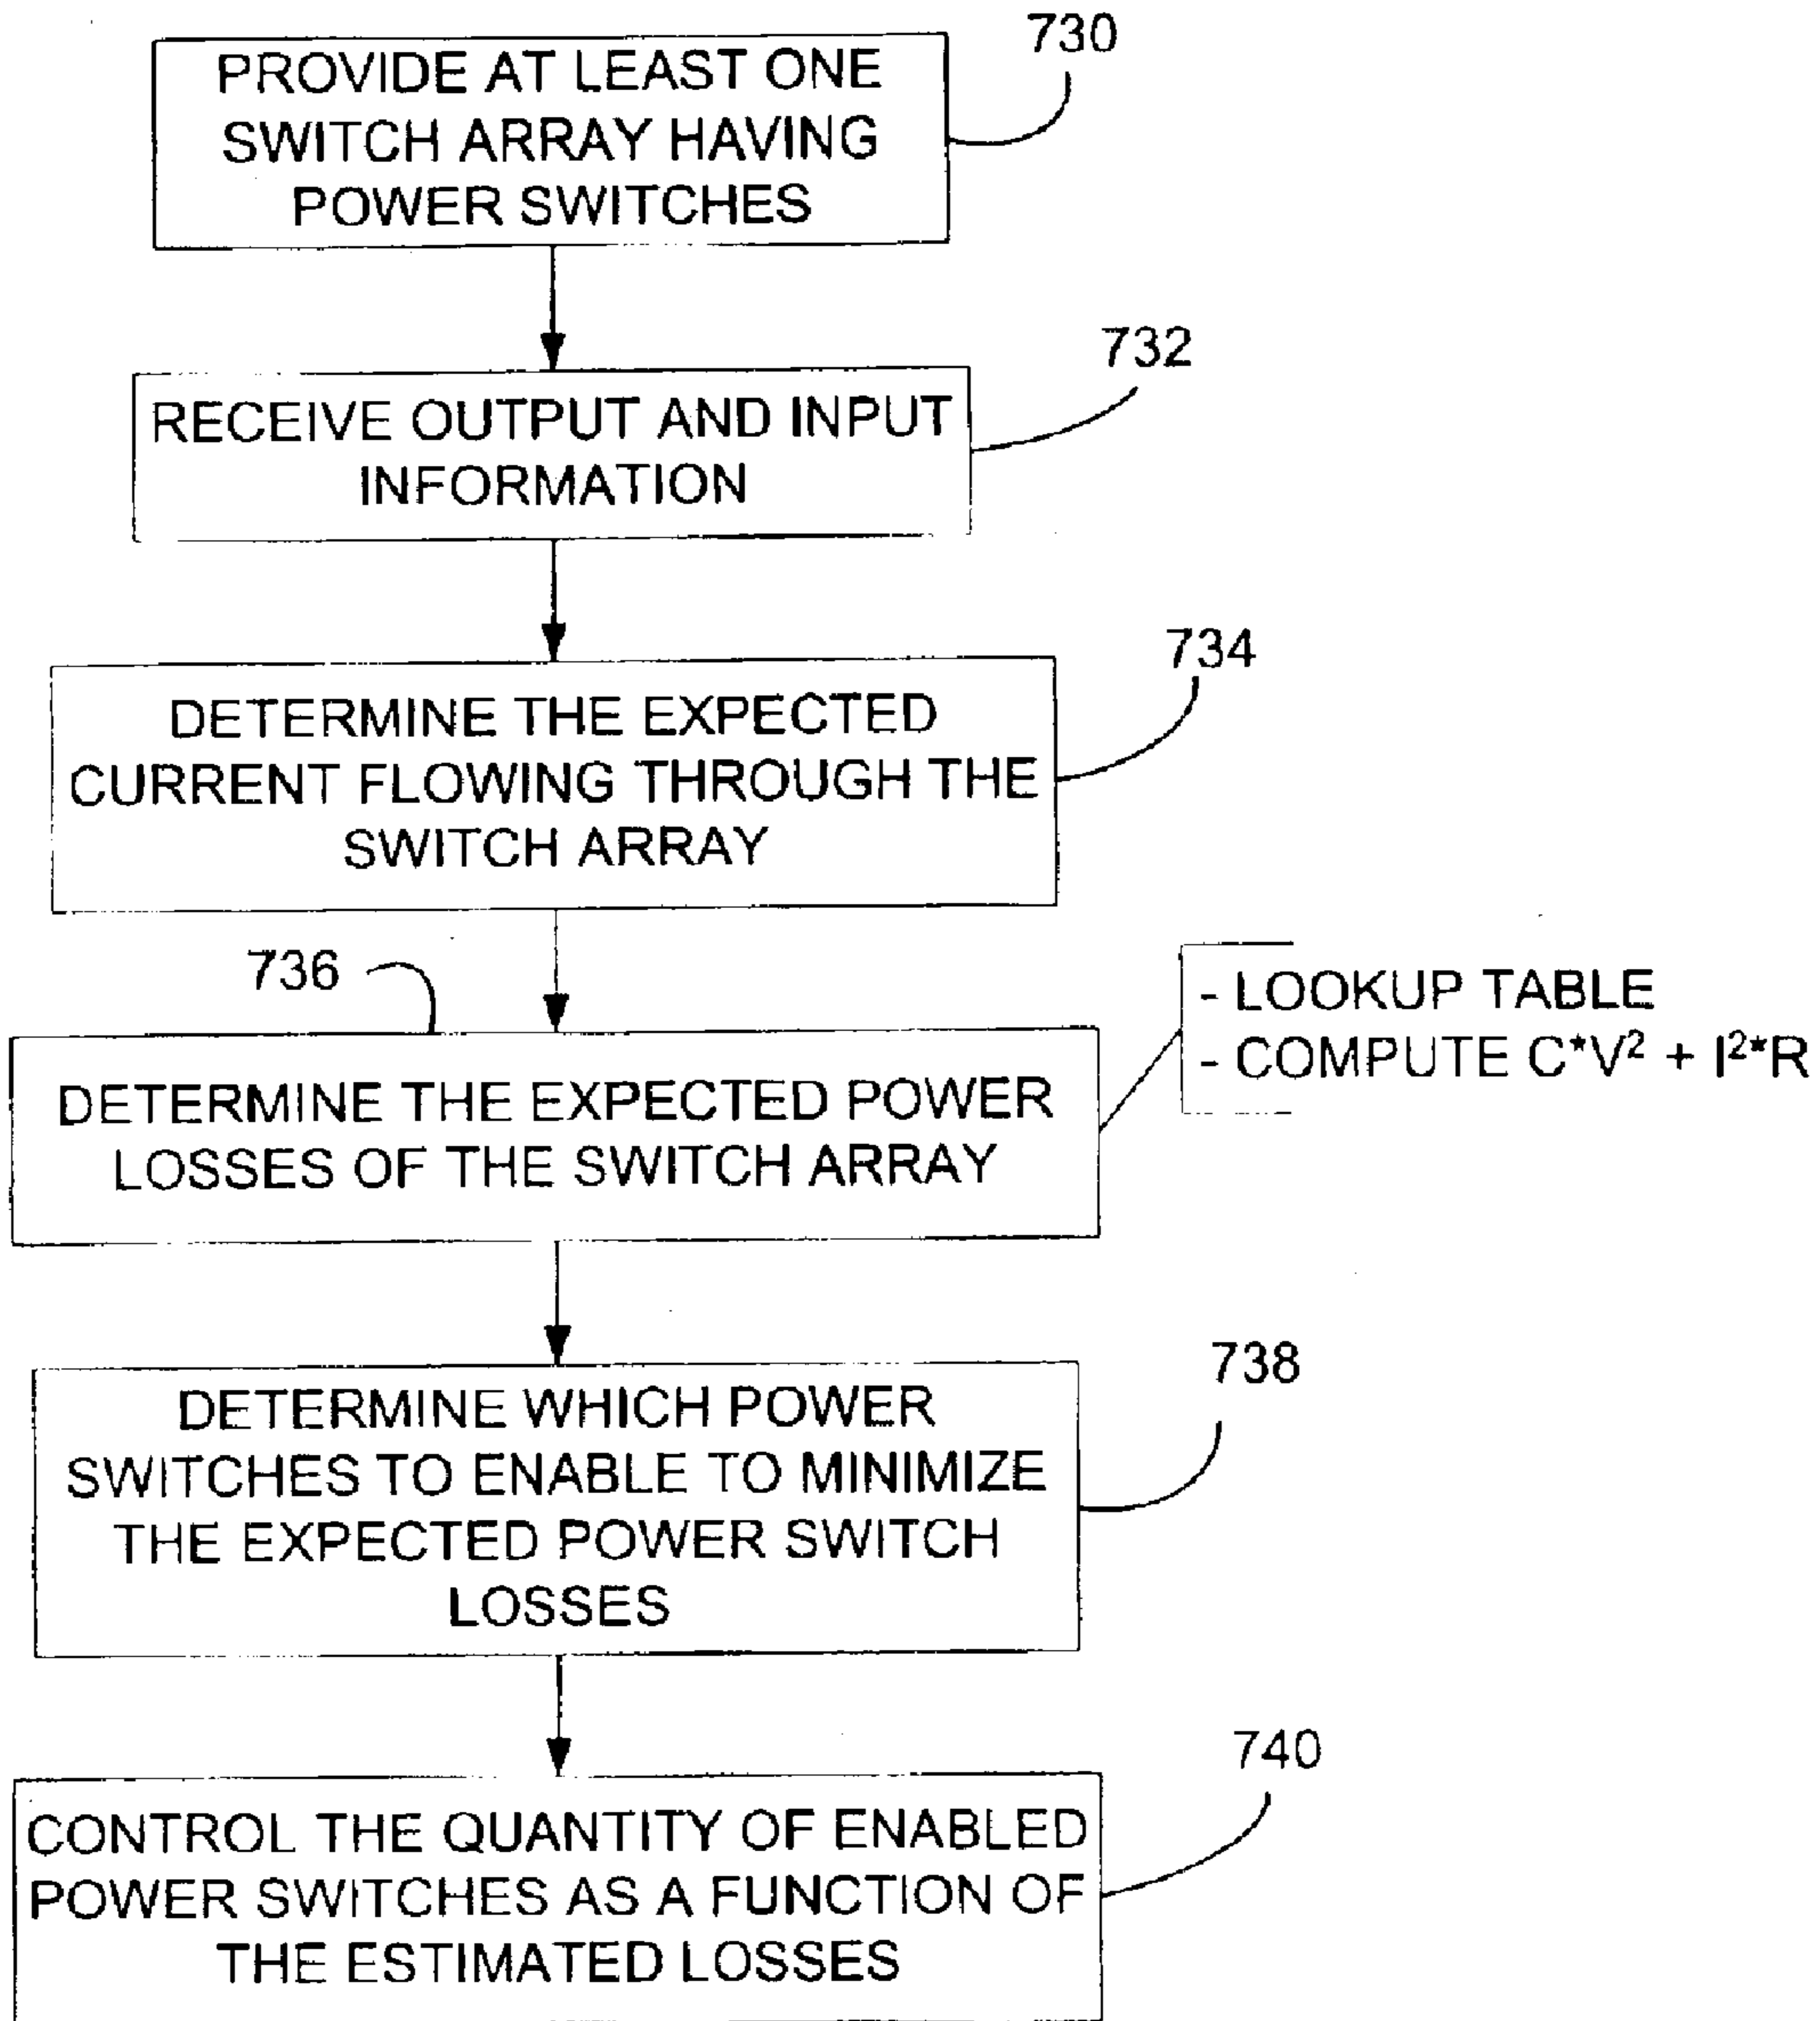 730
PROVIDE AT LEAST ONE
SWITCH ARRAY HAVING
POWER SWITCHES
732
RECEIVE OUTPUT AND INPUT
INFORMATION
734
DETERMINE THE EXPECTED
CURRENT FLOWING THROUGH THE
SWITCH ARRAY
736
- LOOKUP TABLE
- COMPUTE C*V² + I²*R
DETERMINE THE EXPECTED POWER
LOSSES OF THE SWITCH ARRAY
738
DETERMINE WHICH POWER
SWITCHES TO ENABLE TO MINIMIZE
THE EXPECTED POWER SWITCH
LOSSES
740
CONTROL THE QUANTITY OF ENABLED
POWER SWITCHES AS A FUNCTION OF
THE ESTIMATED LOSSES